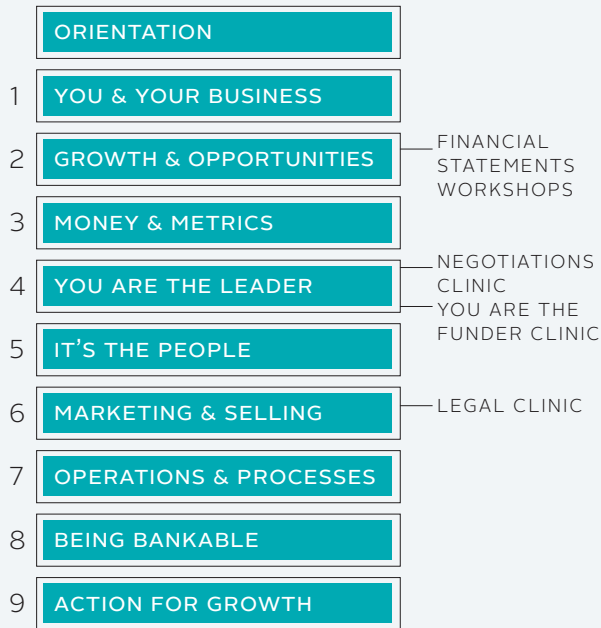 ORIENTATION
1 YOU & YOUR BUSINESS
2 GROWTH & OPPORTUNITIES
FINANCIAL
STATEMENTS
WORKSHOPS
3 MONEY & METRICS
4 YOU ARE THE LEADER
NEGOTIATIONS
CLINIC
YOU ARE THE
FUNDER CLINIC
5 IT'S THE PEOPLE
6 MARKETING & SELLING
LEGAL CLINIC
7 OPERATIONS & PROCESSES
8 BEING BANKABLE
9 ACTION FOR GROWTH